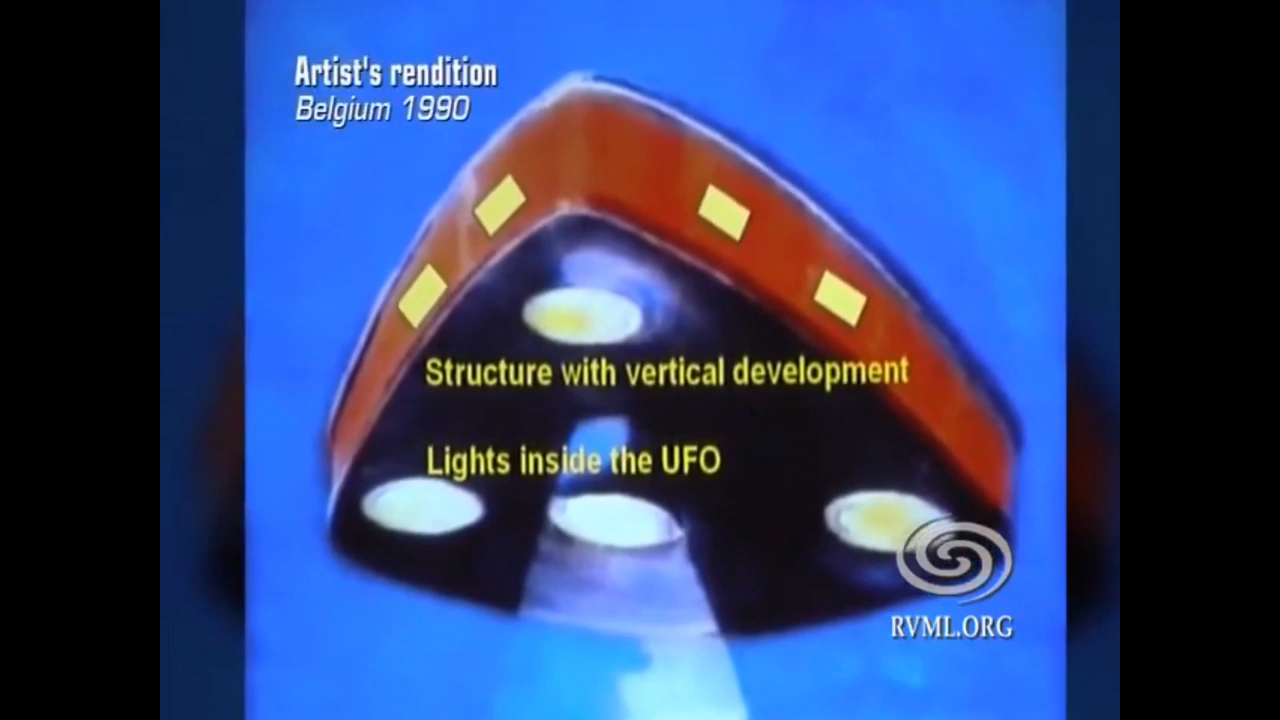 Artist's rendition
Belgium 1990
Structure with vertical development
Lights inside the UFO
RVML.ORG